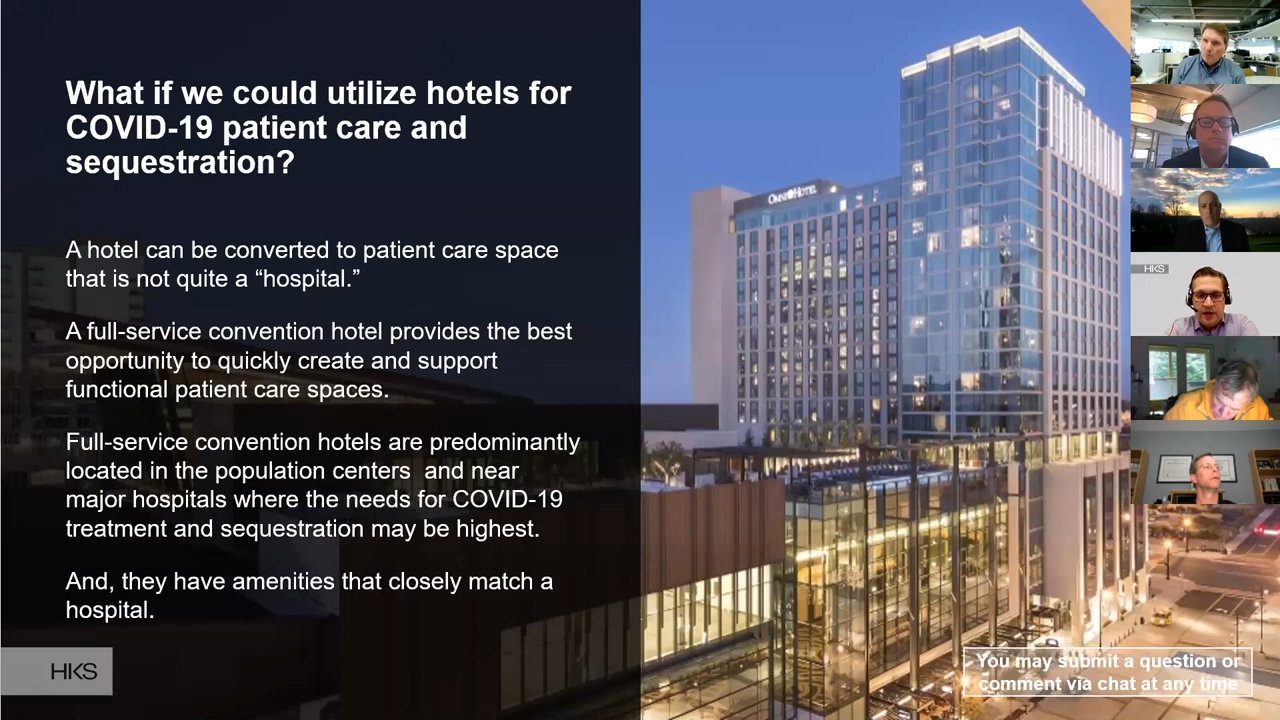 What if we could utilize hotels for
COVID-19 patient care and
sequestration?
A hotel can be converted to patient care space
that is not quite a “hospital.”
A full-service convention hotel provides the best
opportunity to quickly create and support
functional patient care spaces.
Full-service convention hotels are predominantly
located in the population centers  and near
major hospitals where the needs for COVID-19
treatment and sequestration may be highest.
And, they have amenities that closely match a
hospital.
HKS
OMNI HOTEL
HKS
You may submit a question or
comment via chat at any time